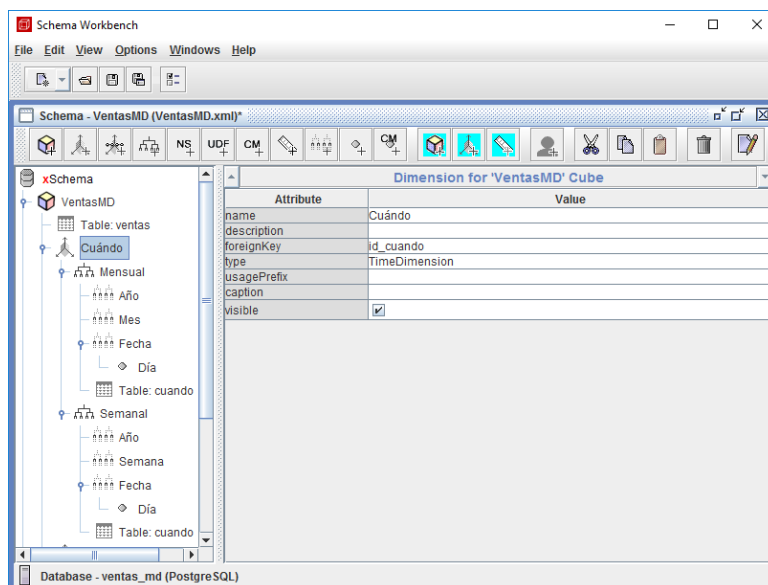 Schema Workbench
File Edit View Options Windows Help
Schema - VentasMD (VentasMD.xml)*
NS UDF CM CM
xSchema
VentasMD
Table: ventas
Cuándo
Mensual
Año
Mes
Fecha
Día
Table: cuando
Semanal
Año
Semana
Fecha
Día
Table: cuando
Dimension for 'VentasMD' Cube
Attribute Value
name Cuándo
description
foreignKey id_cuando
type TimeDimension
usagePrefix
caption
visible
Database - ventas_md (PostgreSQL)